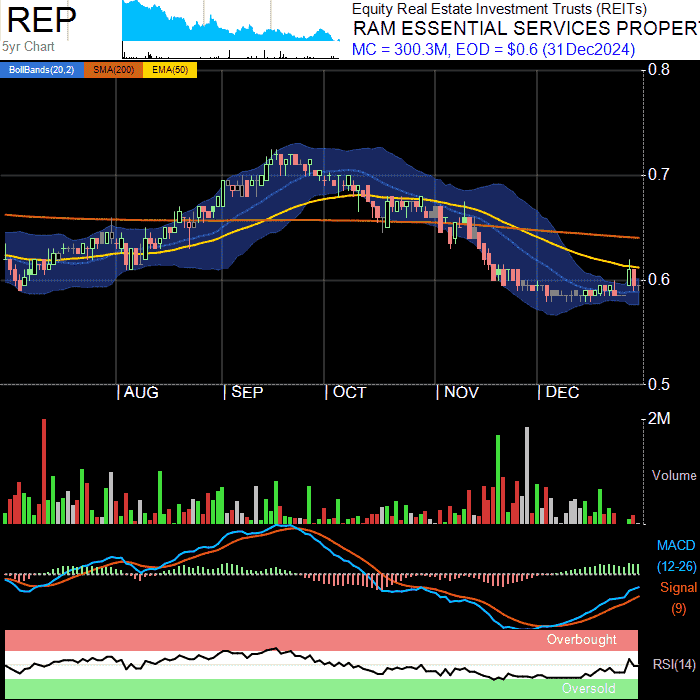 REP
5yr Chart
Equity Real Estate Investment Trusts (REITs)
RAM ESSENTIAL SERVICES PROPER
MC = 300.3M, EOD = $0.6 (31Dec2024)
BollBands(20,2) SMA(200) EMA(50)
0.8
0.7
0.6
0.5
AUG SEP OCT NOV DEC
2M
Volume
MACD
(12-26)
Signal
(9)
Overbought
RSI(14)
Oversold